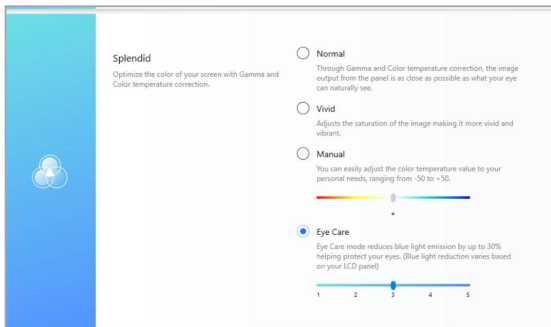 Splendid
Optimize the color of your screen with Gamma and
Color temperature correction.
Normal
Through Gamma and Color temperature correction, the image
output from the panel is as close as possible as what your eye
can naturally see.
Vivid
Adjusts the saturation of the image making it more vivid and
vibrant.
Manual
You can easily adjust the color temperature value to your
personal needs, ranging from -50 to +50.
Eye Care
Eye Care mode reduces blue light emission by up to 30%
helping protect your eyes. (Blue light reduction varies based
on your LCD panel)
1 2 3 4 5